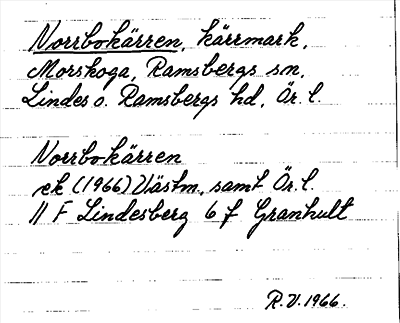 Norrbokärren, kärrmark,
Morskoga, Ramsbergs sn,
Lindes o. Ramsbergs hd, Ör. l.
Norrbokärren
ek (1966) Västm. samt Ör. l.
11 F Lindesberg 6 f Granhult
R.V. 1966.